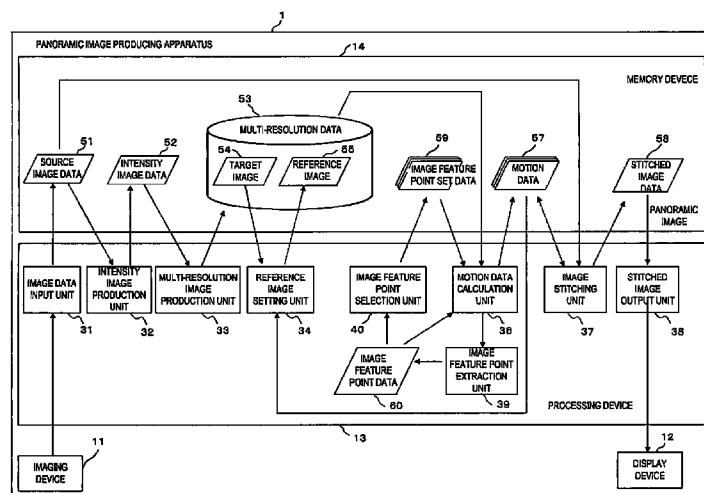 1
PANORAMIC IMAGE PRODUCING APPARATUS
14
MEMORY DEVECE
53
MULTI-RESOLUTION DATA
51
52
54
55
59
57
58
SOURCE
IMAGE DATA
INTENSITY
IMAGE DATA
TARGET
IMAGE
REFERENCE
IMAGE
IMAGE FEATURE
POINT SET DATA
MOTION
DATA
STITCHED
IMAGE
DATA
PANORAMIC
IMAGE
IMAGE DATA
INPUT UNIT
31
INTENSITY
IMAGE
PRODUCTION
UNIT
32
MULTI-RESOLUTION
IMAGE
PRODUCTION UNIT
33
REFERENCE
IMAGE
SETTING UNIT
34
IMAGE FEATURE
POINT
SELECTION UNIT
40
MOTION DATA
CALCULATION
UNIT
36
IMAGE
STITCHING
UNIT
37
STITCHED
IMAGE
OUTPUT UNIT
38
IMAGE
FEATURE
POINT DATA
60
IMAGE
FEATURE POINT
EXTRACTION
UNIT
39
PROCESSING DEVICE
13
11
IMAGING
DEVICE
12
DISPLAY
DEVICE